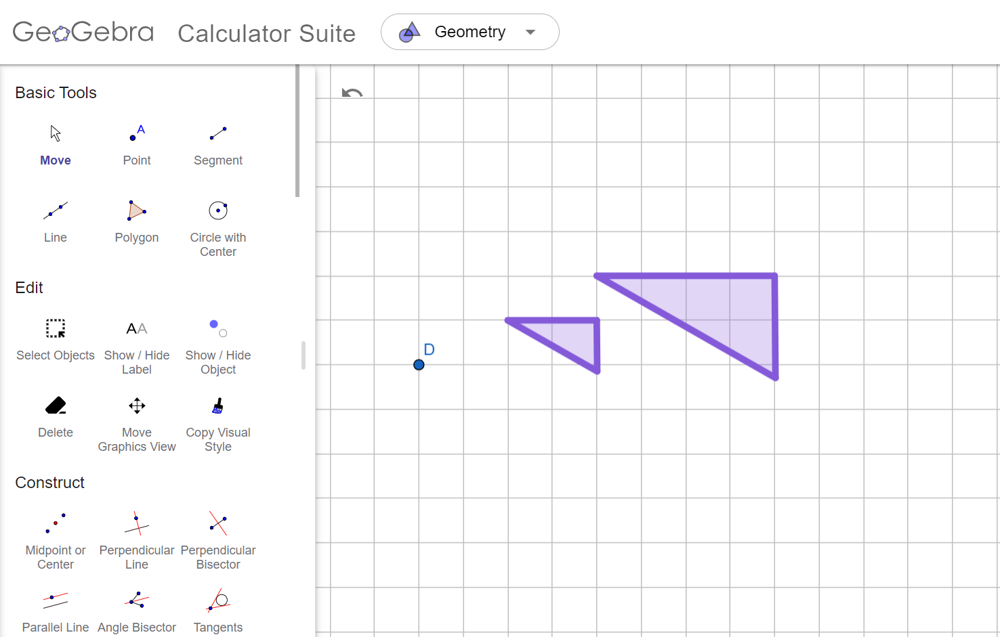 GeoGebra Calculator Suite Geometry
Basic Tools
A
Move Point Segment
Line Polygon Circle with
Center
Edit
AA
Select Objects Show / Hide Show / Hide
Label Object
D
Delete Move Copy Visual
Graphics View Style
Construct
Midpoint or Perpendicular Perpendicular
Center Line Bisector
Parallel Line Angle Bisector Tangents